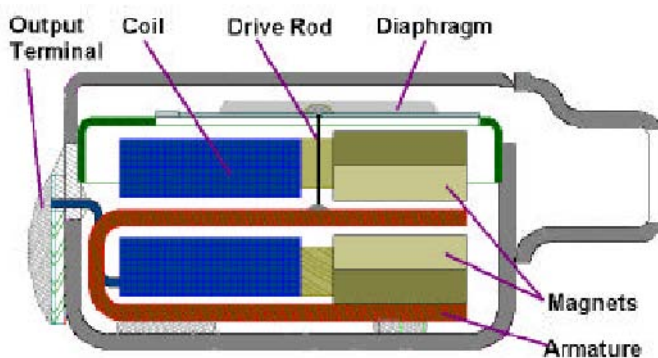 Output
Terminal
Coil
Drive Rod
Diaphragm
Magnets
Armature